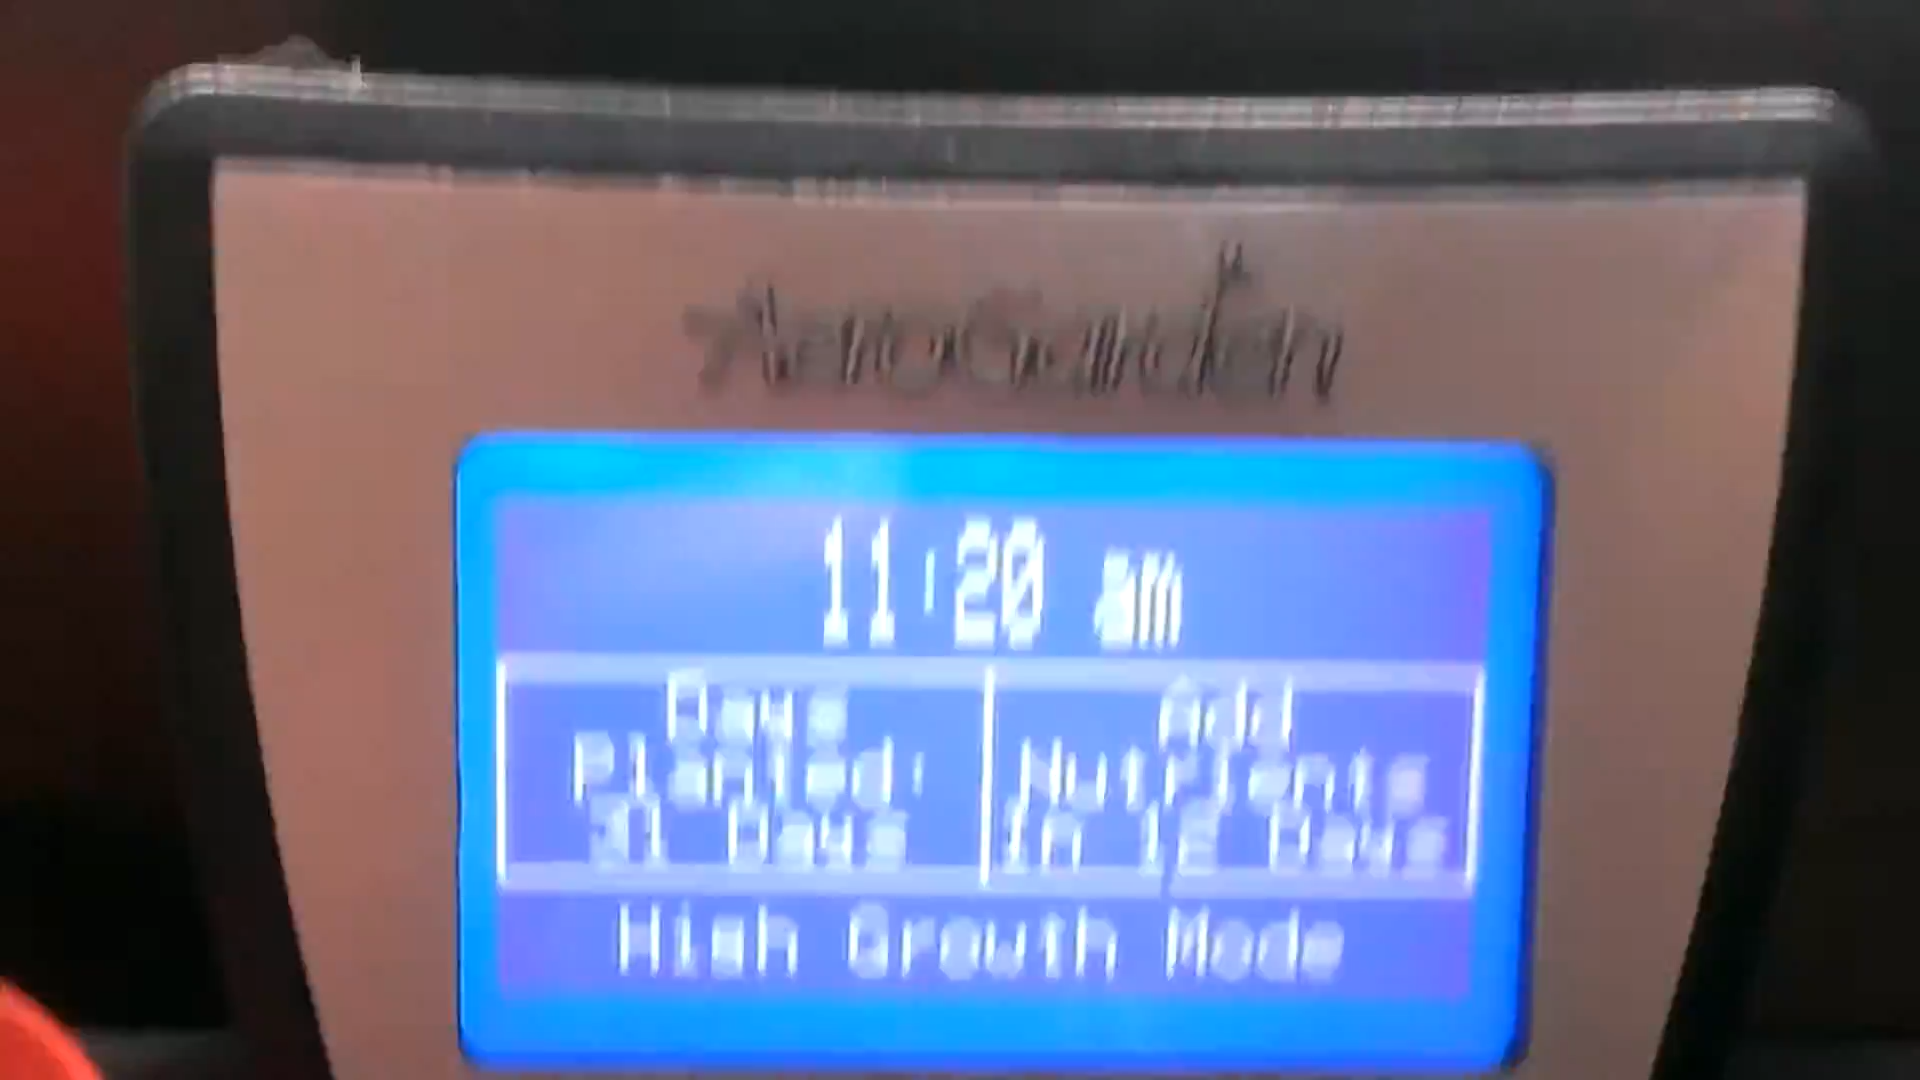 AeroGarden
11:20 am
Days
Planted:
31 Days
Add
Nutrients
In 12 Days
High Growth Mode